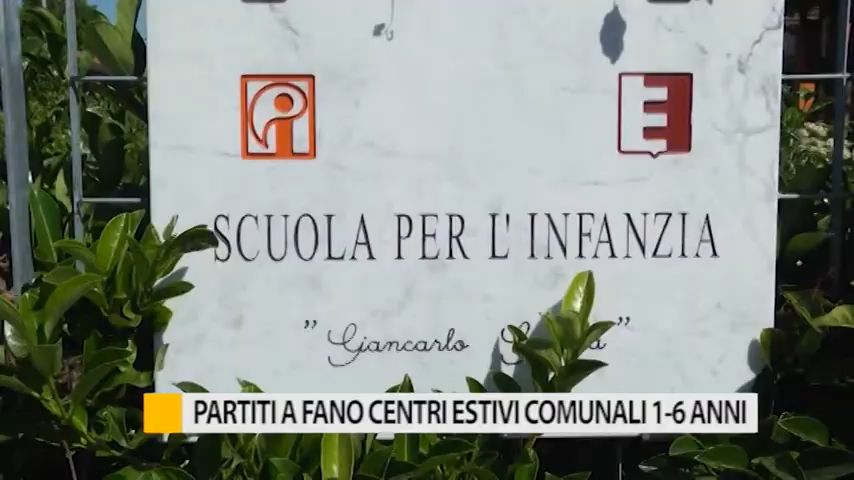 SCUOLA PER L'INFANZIA
"Giancarlo
PARTITI A FANO CENTRI ESTIVI COMUNALI 1-6 ANNI